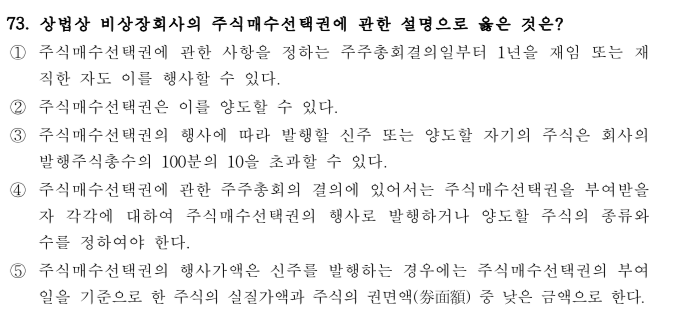 73. 상법상 비상장회사의 주식매수선택권에 관한 설명으로 옳은 것은?
① 주식매수선택권에 관한 사항을 정하는 주주총회결의일부터 1년을 재임 또는 재
직한 자도 이를 행사할 수 있다.
② 주식매수선택권은 이를 양도할 수 있다.
③ 주식매수선택권의 행사에 따라 발행할 신주 또는 양도할 자기의 주식은 회사의
발행주식총수의 100분의 10을 초과할 수 있다.
④ 주식매수선택권에 관한 주주총회의 결의에 있어서는 주식매수선택권을 부여받을
자 각각에 대하여 주식매수선택권의 행사로 발행하거나 양도할 주식의 종류와
수를 정하여야 한다.
⑤ 주식매수선택권의 행사가액은 신주를 발행하는 경우에는 주식매수선택권의 부여
일을 기준으로 한 주식의 실질가액과 주식의 권면액(券面額) 중 낮은 금액으로 한다.